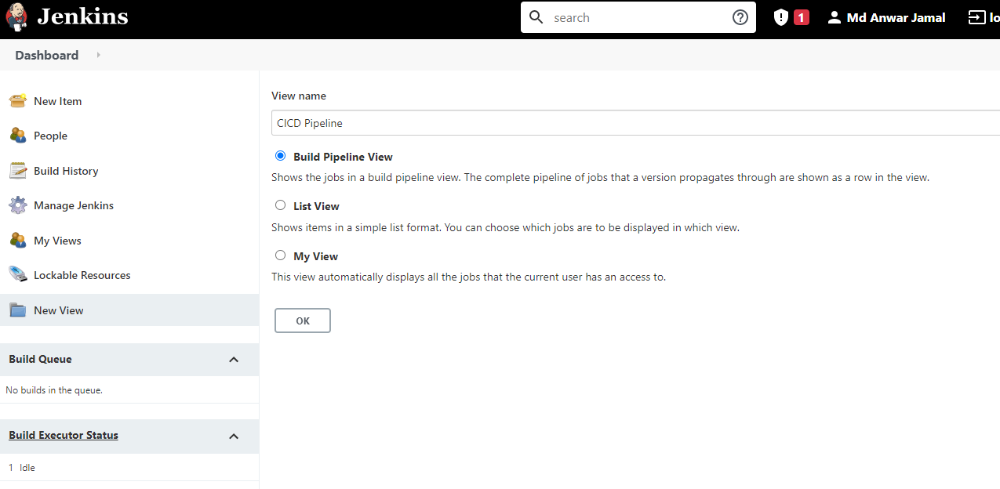 Jenkins
search
1
Md Anwar Jamal
lo
Dashboard
New Item
People
Build History
Manage Jenkins
My Views
Lockable Resources
New View
Build Queue
No builds in the queue.
Build Executor Status
1 Idle
View name
CICD Pipeline
Build Pipeline View
Shows the jobs in a build pipeline view. The complete pipeline of jobs that a version propagates through are shown as a row in the view.
List View
Shows items in a simple list format. You can choose which jobs are to be displayed in which view.
My View
This view automatically displays all the jobs that the current user has an access to.
OK